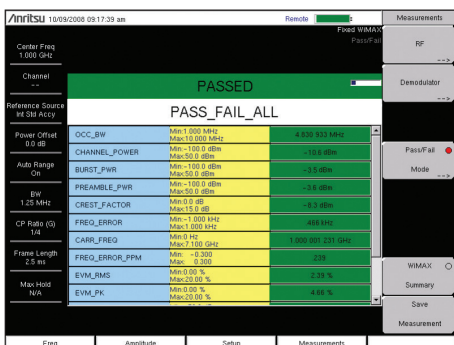 Anritsu 10/09/2008 09:17:39 am
Remote
Measurements
Fixed WiMAX
Pass/Fail
Center Freq
1.000 GHz
RF
-->
Channel
--
PASSED
Demodulator
-->
Reference Source
Int Std Accy
PASS_FAIL_ALL
Power Offset
0.0 dB
Auto Range
On
BW
1.25 MHz
CP Ratio (G)
1/4
Frame Length
2.5 ms
Max Hold
N/A
OCC_BW
Min:1.000 MHz
Max:10.000 MHz
4.830 933 MHz
CHANNEL_POWER
Min:-100.0 dBm
Max:50.0 dBm
-10.6 dBm
BURST_PWR
Min:-100.0 dBm
Max:50.0 dBm
-3.5 dBm
PREAMBLE_PWR
Min:-100.0 dBm
Max:50.0 dBm
-3.6 dBm
CREST_FACTOR
Min:0.0 dB
Max:15.0 dB
FREQ_ERROR
Min:-1.000 kHz
Max:1.000 kHz
CARR_FREQ
Min:0 Hz
Max:7.100 GHz
1.000 001 231 GHz
FREQ_ERROR_PPM
Min: -0.300
Max: 0.300
EVM_RMS
Min:0.00 %
Max:20.00 %
2.39 %
EVM_PK
Min:0.00 %
Max:20.00 %
4.66 %
Pass/Fail
Mode
-->
WiMAX
Summary
Save
Measurement
Freq
Amplitude
Setup
Measurements